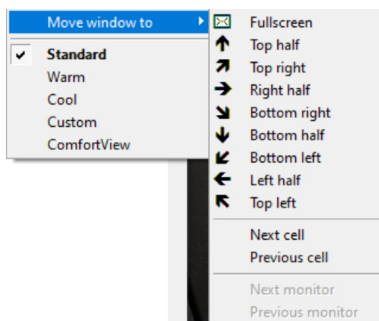 Move window to
Standard
Warm
Cool
Custom
ComfortView
Fullscreen
Top half
Top right
Right half
Bottom right
Bottom half
Bottom left
Left half
Top left
Next cell
Previous cell
Next monitor
Previous monitor